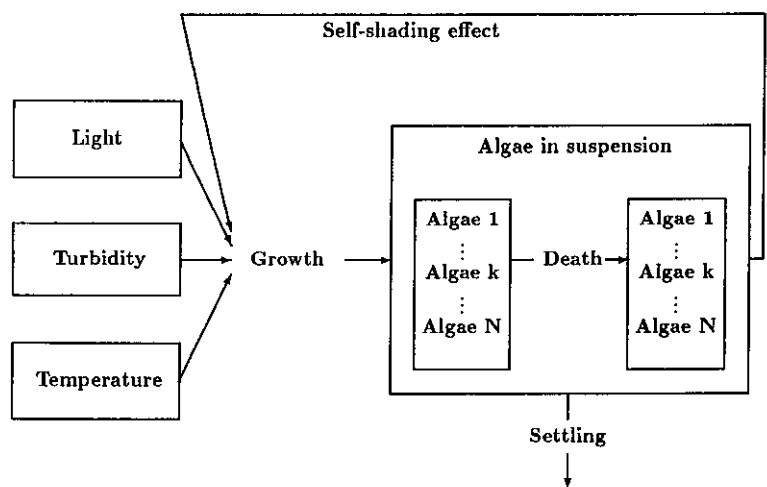 Self-shading effect
Light
Turbidity
Temperature
Growth
Algae in suspension
Algae 1
⋮
Algae k
⋮
Algae N
Death
Algae 1
⋮
Algae k
⋮
Algae N
Settling